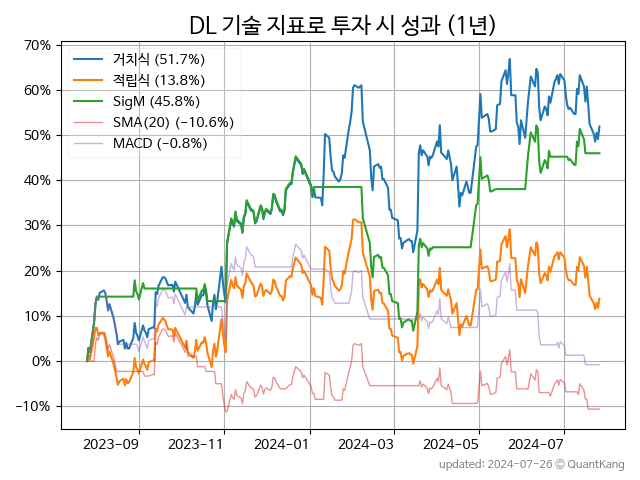 DL 기술 지표로 투자 시 성과 (1년)
70%
60%
50%
40%
30%
20%
10%
0%
−10%
거치식 (51.7%)
적립식 (13.8%)
SigM (45.8%)
SMA(20) (−10.6%)
MACD (−0.8%)
2023−09
2023−11
2024−01
2024−03
2024−05
2024−07
updated: 2024-07-26 © QuantKang